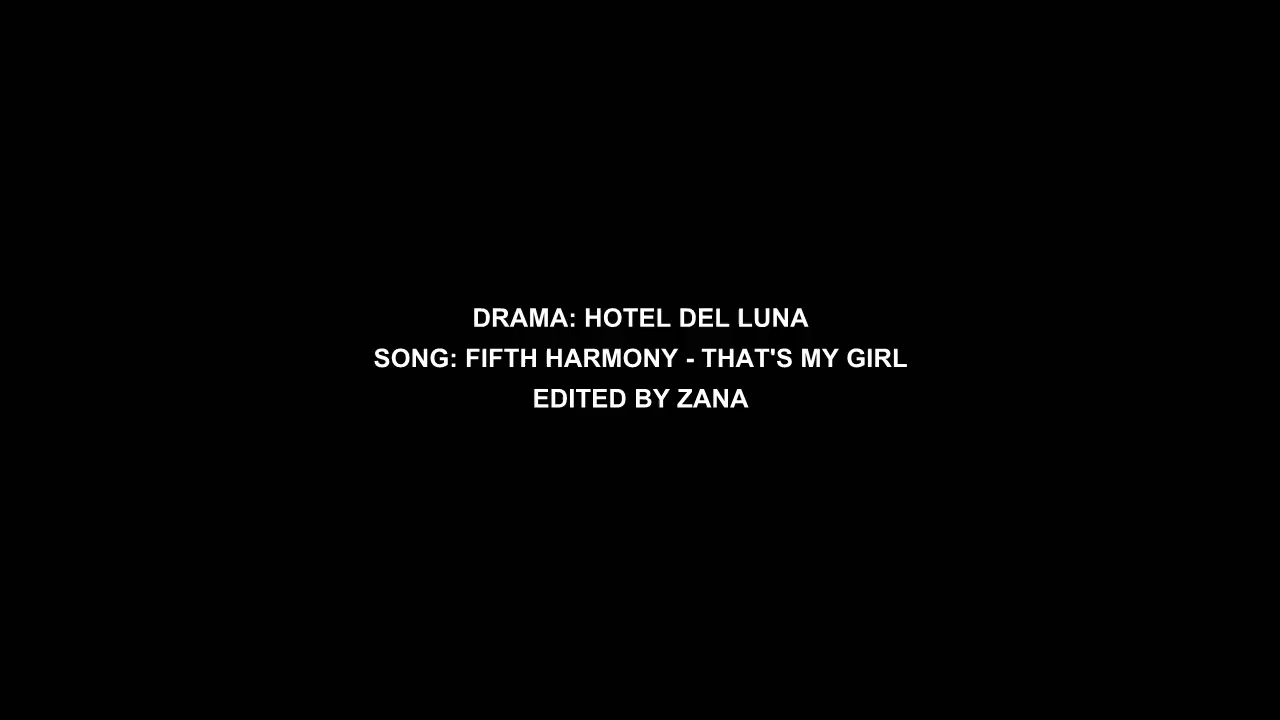 DRAMA: HOTEL DEL LUNA
SONG: FIFTH HARMONY - THAT'S MY GIRL
EDITED BY ZANA